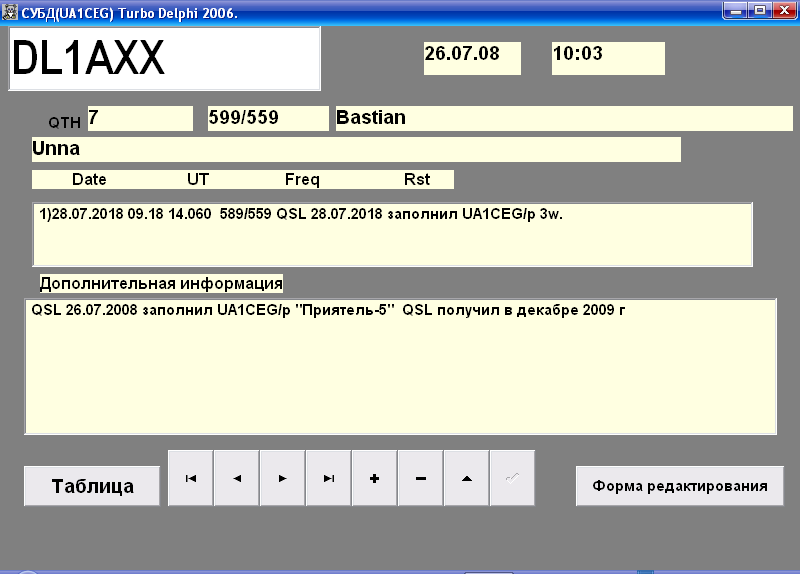 СУБД(UA1CEG) Turbo Delphi 2006.
DL1AXX 26.07.08 10:03
QTH 7 599/559 Bastian
Unna
Date UT Freq Rst
1)28.07.2018 09.18 14.060 589/559 QSL 28.07.2018 заполнил UA1CEG/p 3w.
Дополнительная информация
QSL 26.07.2008 заполнил UA1CEG/p "Приятель-5" QSL получил в декабре 2009 г
Таблица Форма редактирования